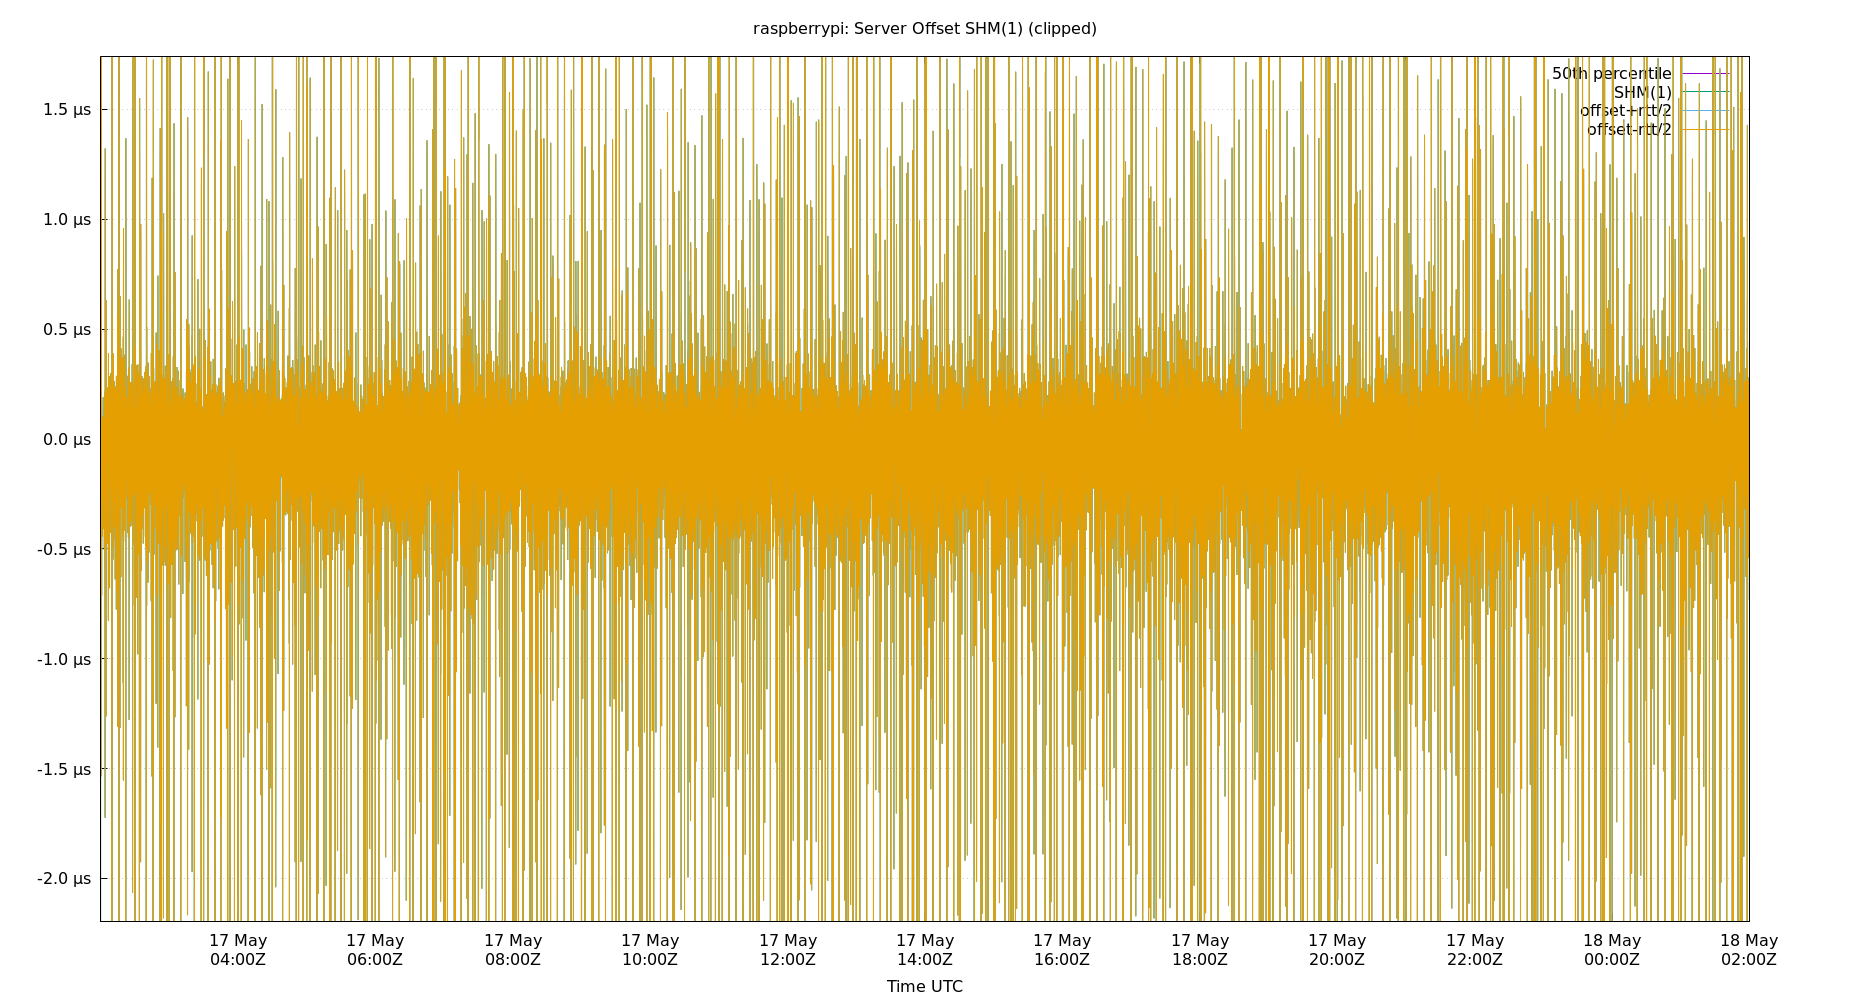 raspberrypi: Server Offset SHM(1) (clipped)
50th percentile
SHM(1)
offset+rtt/2
offset-rtt/2
1.5 µs
1.0 µs
0.5 µs
0.0 µs
-0.5 µs
-1.0 µs
-1.5 µs
-2.0 µs
17 May 17 May 17 May 17 May 17 May 17 May 17 May 17 May 17 May 17 May 18 May 18 May
04:00Z 06:00Z 08:00Z 10:00Z 12:00Z 14:00Z 16:00Z 18:00Z 20:00Z 22:00Z 00:00Z 02:00Z
Time UTC